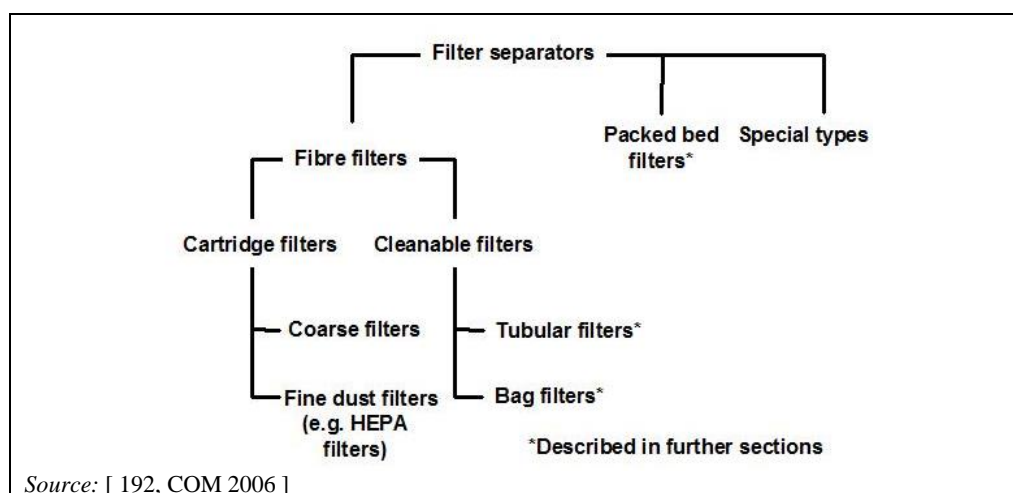 Filter separators
Packed bed
filters*
Special types
Fibre filters
Cartridge filters
Cleanable filters
Coarse filters
Tubular filters*
Fine dust filters
(e.g. HEPA
filters)
Bag filters*
*Described in further sections
Source: [ 192, COM 2006 ]